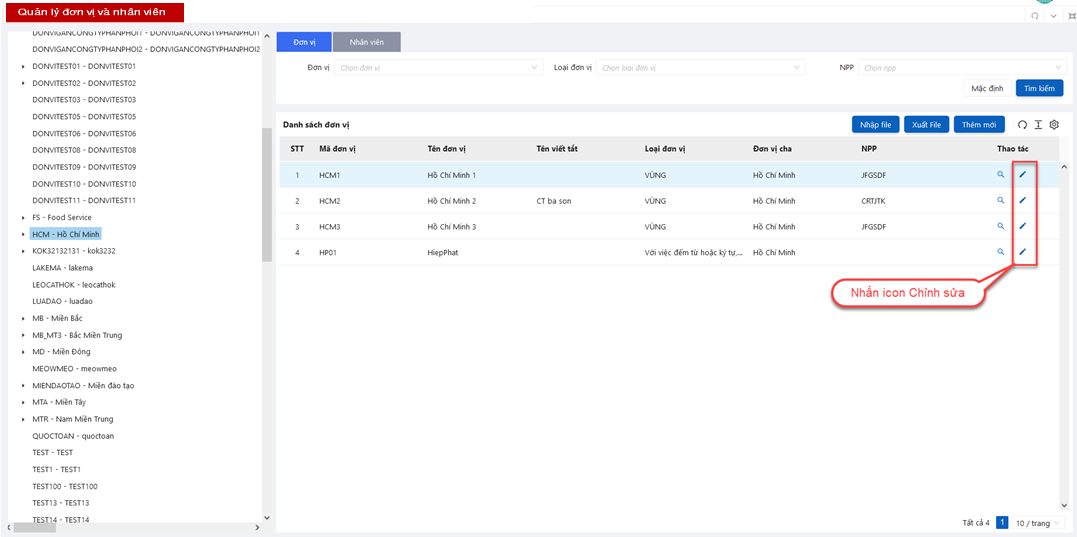 Quản lý đơn vị và nhân viên
DONVIGANCONGTYPHANPHOI1 - DONVIGANCONGTYPHANPHOI1
DONVIGANCONGTYPHANPHOI2 - DONVIGANCONGTYPHANPHOI2
DONVITEST01 - DONVITEST01
DONVITEST02 - DONVITEST02
DONVITEST03 - DONVITEST03
DONVITEST05 - DONVITEST05
DONVITEST06 - DONVITEST06
DONVITEST08 - DONVITEST08
DONVITEST09 - DONVITEST09
DONVITEST10 - DONVITEST10
DONVITEST11 - DONVITEST11
FS - Food Service
HCM - Hồ Chí Minh
KOK32132131 - kok3232
LAKEMA - lakema
LEOCATHOK - leocathok
LUADAO - luadao
MB - Miền Bắc
MB_MT3 - Bắc Miền Trung
MD - Miền Đông
MEOWMEO - meowmeo
MIENDAOTAO - Miền đào tạo
MTA - Miền Tây
MTR - Nam Miền Trung
QUOCTOAN - quoctoan
TEST - TEST
TEST1 - TEST1
TEST100 - TEST100
TEST13 - TEST13
TEST14 - TEST14
Đơn vị Nhân viên
Đơn vị Chọn đơn vị Loại đơn vị Chọn loại đơn vị NPP Chọn npp
Mặc định Tìm kiếm
Danh sách đơn vị Nhập file Xuất File Thêm mới
STT Mã đơn vị Tên đơn vị Tên viết tắt Loại đơn vị Đơn vị cha NPP Thao tác
1 HCM1 Hồ Chí Minh 1 VÙNG Hồ Chí Minh JFGSDF
2 HCM2 Hồ Chí Minh 2 CT ba son VÙNG Hồ Chí Minh CRTJTK
3 HCM3 Hồ Chí Minh 3 VÙNG Hồ Chí Minh JFGSDF
4 HP01 HiepPhat Với việc đếm từ hoặc ký tự,... Hồ Chí Minh
Nhấn icon Chỉnh sửa
Tất cả 4 1 10 / trang